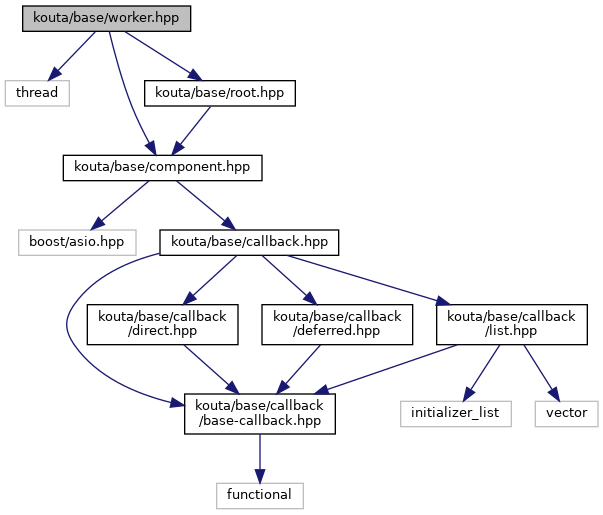 kouta/base/worker.hpp
thread
kouta/base/root.hpp
kouta/base/component.hpp
boost/asio.hpp
kouta/base/callback.hpp
kouta/base/callback
/direct.hpp
kouta/base/callback
/deferred.hpp
kouta/base/callback
/list.hpp
kouta/base/callback
/base-callback.hpp
initializer_list
vector
functional